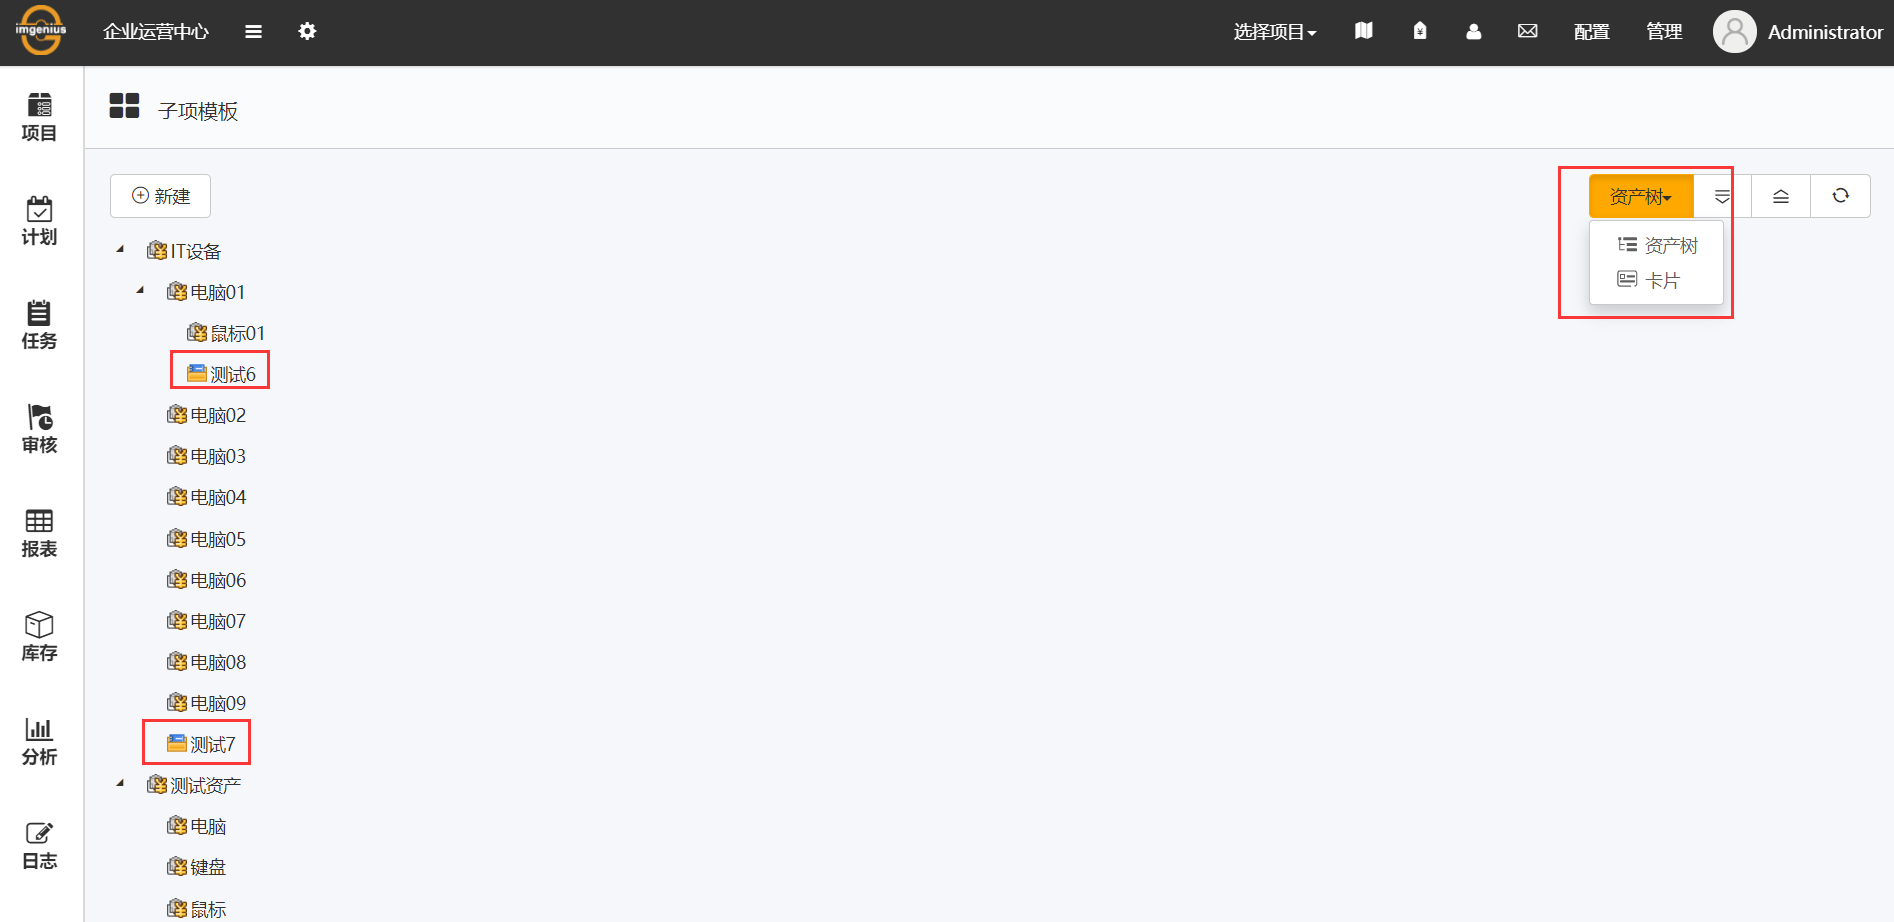 imgenius
企业运营中心
选择项目
配置
管理
Administrator
项目
计划
任务
审核
报表
库存
分析
日志
子项模板
新建
资产树
资产树
卡片
IT设备
电脑01
鼠标01
测试6
电脑02
电脑03
电脑04
电脑05
电脑06
电脑07
电脑08
电脑09
测试7
测试资产
电脑
键盘
鼠标